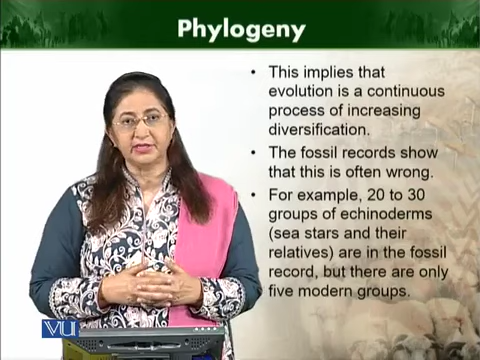 Phylogeny
• This implies that
evolution is a continuous
process of increasing
diversification.
• The fossil records show
that this is often wrong.
• For example, 20 to 30
groups of echinoderms
(sea stars and their
relatives) are in the fossil
record, but there are only
five modern groups.
VU